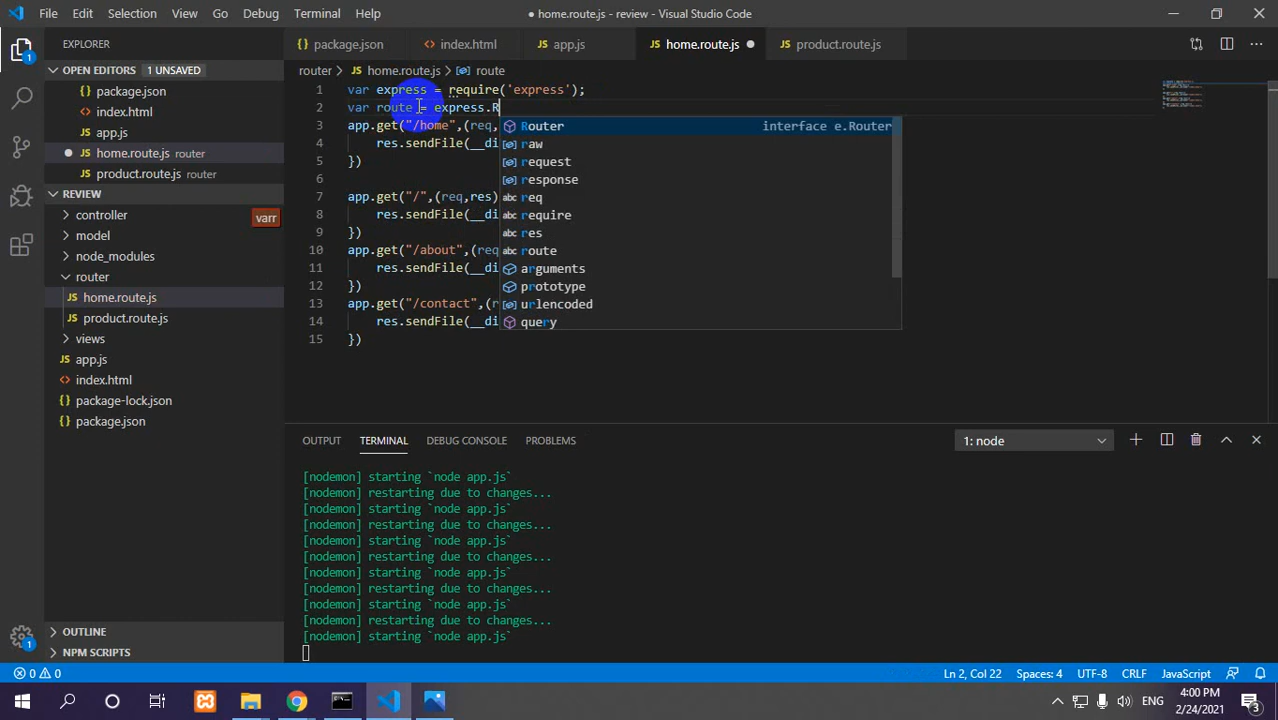 File Edit Selection View Go Debug Terminal Help
● home.route.js - review - Visual Studio Code
EXPLORER
package.json
index.html
app.js
home.route.js
product.route.js
OPEN EDITORS 1 UNSAVED
package.json
index.html
app.js
home.route.js router
product.route.js router
REVIEW
controller
varr
model
node_modules
router
home.route.js
product.route.js
views
app.js
index.html
package-lock.json
package.json
OUTLINE
NPM SCRIPTS
router > home.route.js > route
1 var express = require('express');
2 var route = express.R
3 app.get("/home",(req,
4 res.sendFile(__di
5 })
6
7 app.get("/",(req,res)
8 res.sendFile(__di
9 })
10 app.get("/about",(req
11 res.sendFile(__di
12 })
13 app.get("/contact",(r
14 res.sendFile(__di
15 })
Router interface e.Router
raw
request
response
req
require
res
route
arguments
prototype
urlencoded
query
OUTPUT TERMINAL DEBUG CONSOLE PROBLEMS
1: node
[nodemon] starting `node app.js`
[nodemon] restarting due to changes...
[nodemon] starting `node app.js`
[nodemon] restarting due to changes...
[nodemon] starting `node app.js`
[nodemon] restarting due to changes...
[nodemon] starting `node app.js`
[nodemon] restarting due to changes...
[nodemon] starting `node app.js`
[nodemon] restarting due to changes...
[nodemon] starting `node app.js`
0 0
Ln 2, Col 22 Spaces: 4 UTF-8 CRLF JavaScript
ENG
4:00 PM
2/24/2021
3